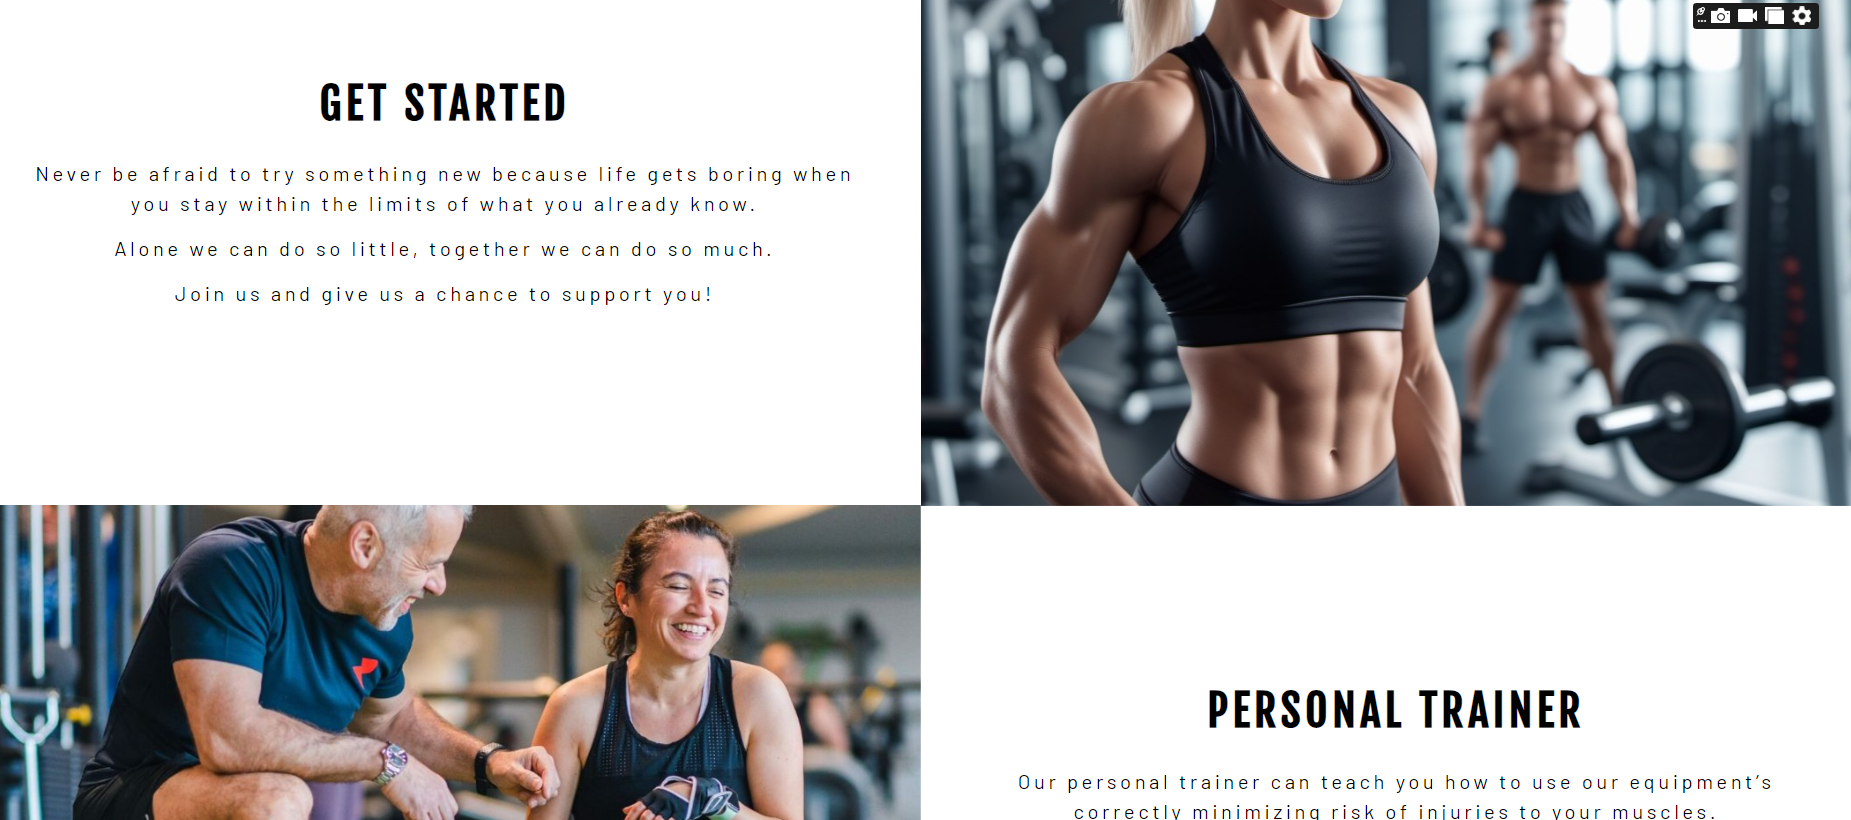 GET STARTED
Never be afraid to try something new because life gets boring when
you stay within the limits of what you already know.
Alone we can do so little, together we can do so much.
Join us and give us a chance to support you!
PERSONAL TRAINER
Our personal trainer can teach you how to use our equipment's
correctly minimizing risk of injuries to your muscles.